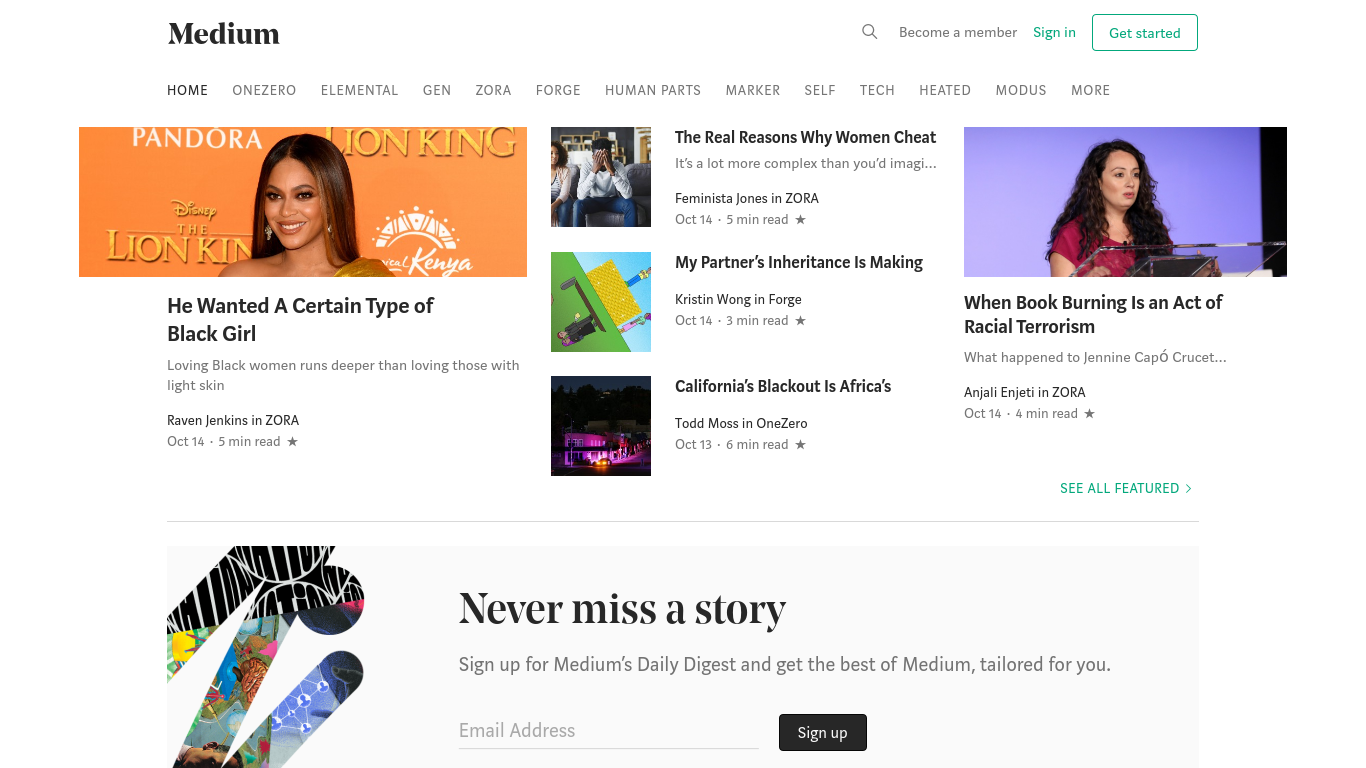 Medium
Become a member
Sign in
Get started
HOME ONEZERO ELEMENTAL GEN ZORA FORGE HUMAN PARTS MARKER SELF TECH HEATED MODUS MORE
PANDÓRA
LION KING
Disney
THE
LION KIN
ical Kenya
He Wanted A Certain Type of
Black Girl
Loving Black women runs deeper than loving those with
light skin
Raven Jenkins in ZORA
Oct 14 · 5 min read ★
The Real Reasons Why Women Cheat
It’s a lot more complex than you’d imagi…
Feminista Jones in ZORA
Oct 14 · 5 min read ★
My Partner’s Inheritance Is Making
Kristin Wong in Forge
Oct 14 · 3 min read ★
California’s Blackout Is Africa’s
Todd Moss in OneZero
Oct 13 · 6 min read ★
When Book Burning Is an Act of
Racial Terrorism
What happened to Jennine Capó Crucet…
Anjali Enjeti in ZORA
Oct 14 · 4 min read ★
SEE ALL FEATURED
Never miss a story
Sign up for Medium’s Daily Digest and get the best of Medium, tailored for you.
Email Address
Sign up